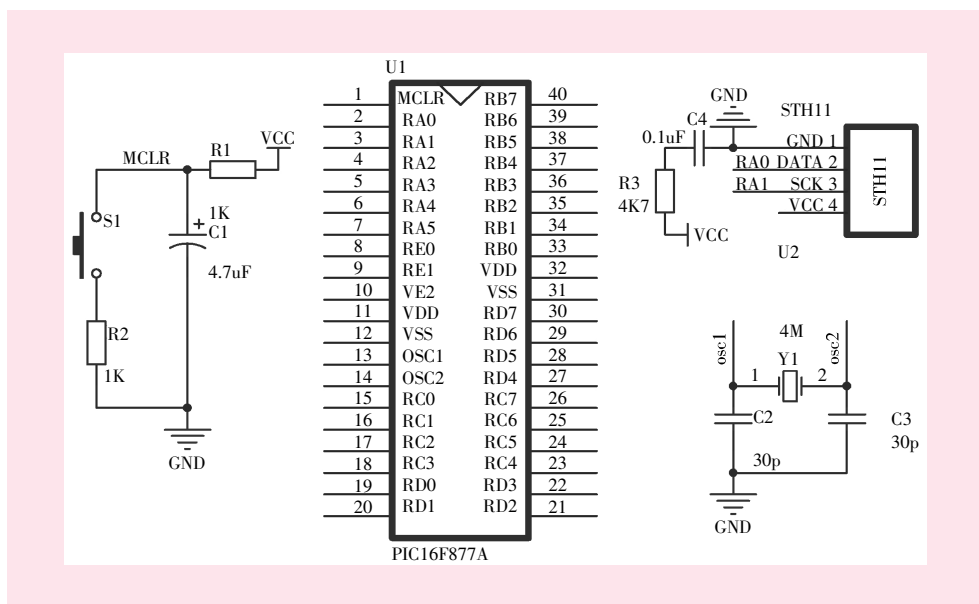 U1
1 MCLR RB7 40
2 RA0 RB6 39
3 RA1 RB5 38
4 RA2 RB4 37
5 RA3 RB3 36
6 RA4 RB2 35
7 RA5 RB1 34
8 RE0 RB0 33
9 RE1 VDD 32
10 VE2 VSS 31
11 VDD RD7 30
12 VSS RD6 29
13 OSC1 RD5 28
14 OSC2 RD4 27
15 RC0 RC7 26
16 RC1 RC6 25
17 RC2 RC5 24
18 RC3 RC4 23
19 RD0 RD3 22
20 RD1 RD2 21
PIC16F877A
MCLR
R1
VCC
S1
1K
+
C1
4.7uF
R2
1K
GND
GND
STH11
C4
0.1uF
GND 1
RA0 DATA 2
RA1 SCK 3
VCC 4
STH11
R3
4K7
VCC
U2
osc1
4M
osc2
Y1
1 2
C2
C3
30p
30p
GND